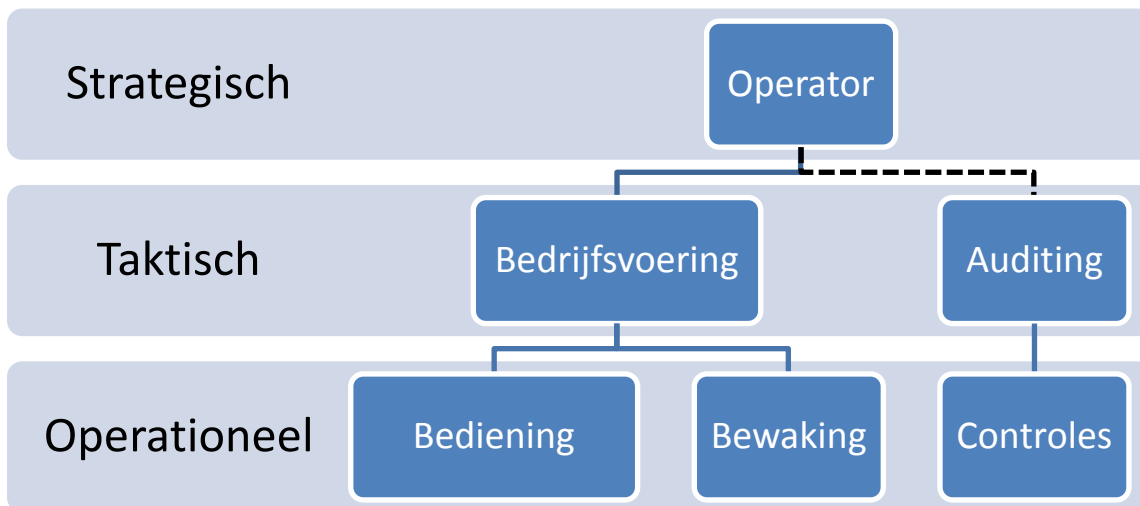 Strategisch
Operator
Taktisch
Bedrijfsvoering
Auditing
Operationeel
Bediening
Bewaking
Controles